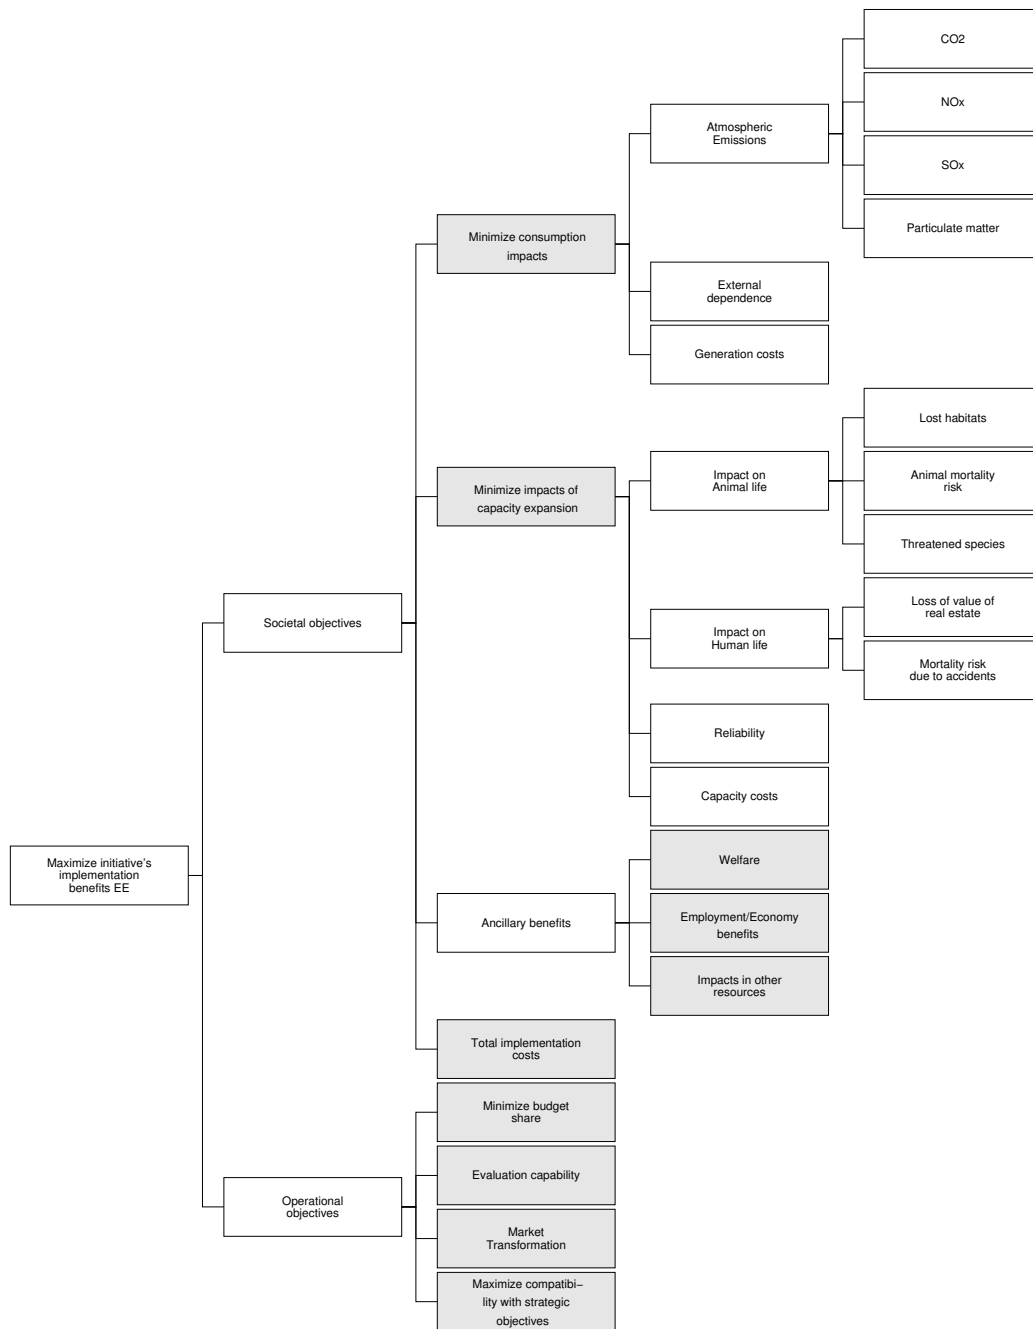 CO2
NOx
Atmospheric
Emissions
SOx
Particulate matter
Minimize consumption
impacts
External
dependence
Generation costs
Lost habitats
Impact on
Animal life
Animal mortality
risk
Minimize impacts of
capacity expansion
Threatened species
Loss of value of
real estate
Societal objectives
Impact on
Human life
Mortality risk
due to accidents
Reliability
Capacity costs
Maximize initiative's
implementation
benefits EE
Welfare
Ancillary benefits
Employment/Economy
benefits
Impacts in other
resources
Total implementation
costs
Minimize budget
share
Evaluation capability
Operational
objectives
Market
Transformation
Maximize compatibi–
lity with strategic
objectives